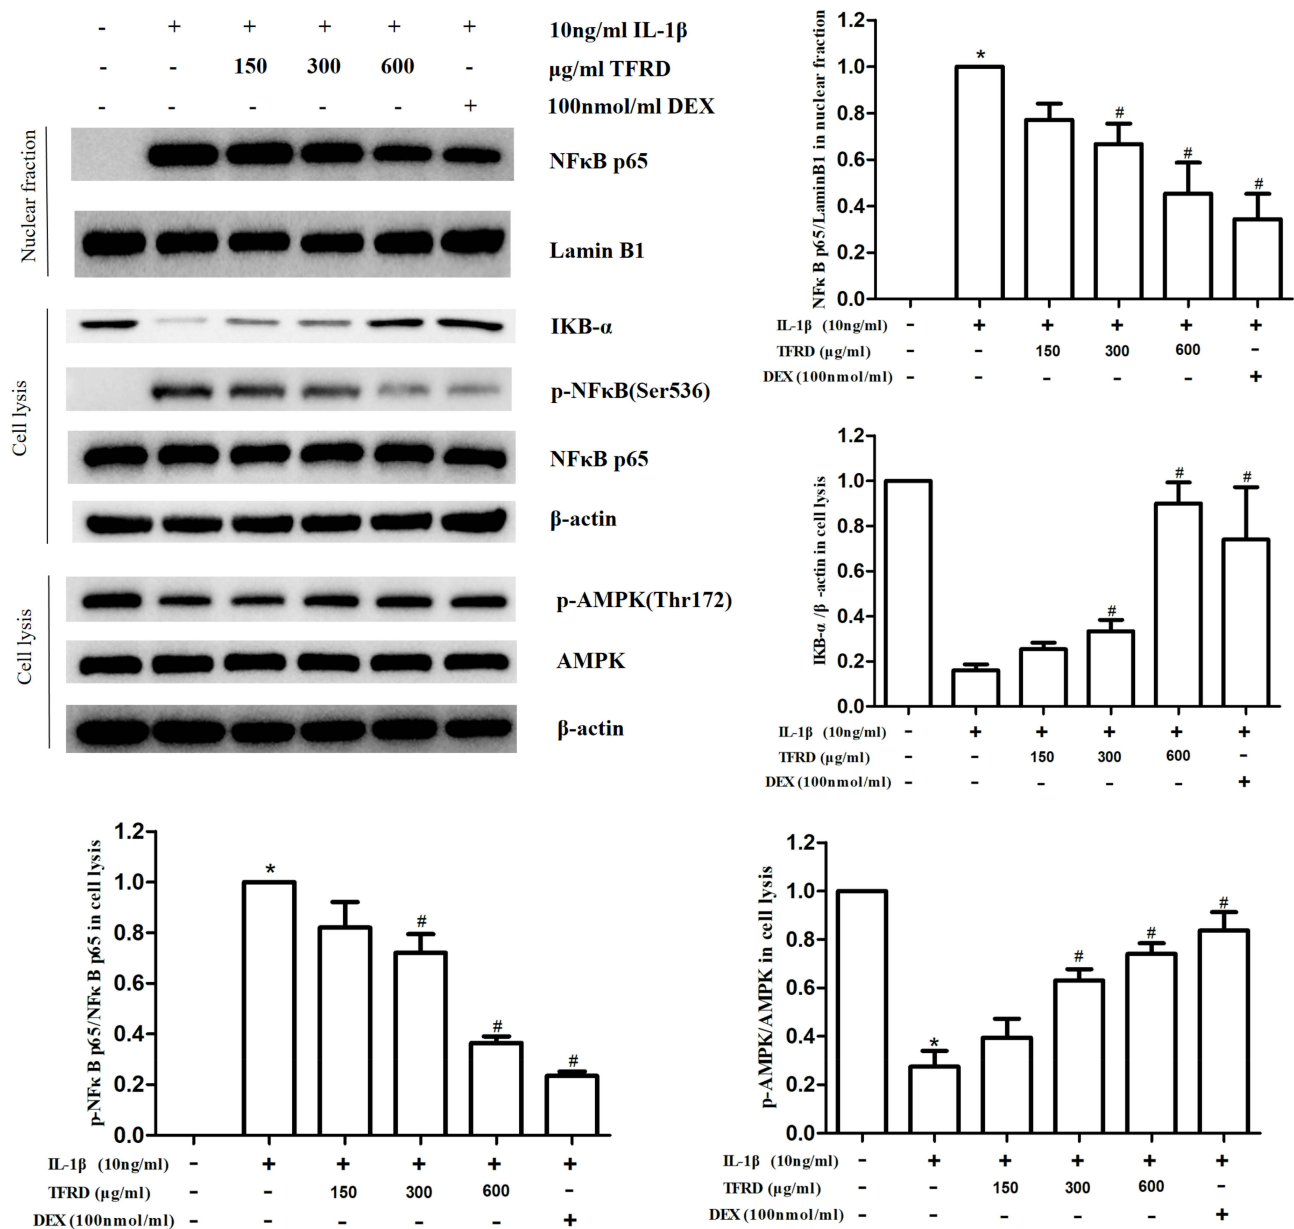 - + + + + + 10ng/ml IL-1β
- - 150 300 600 - μg/ml TFRD
- - - - - + 100nmol/ml DEX
Nuclear fraction
NFκB p65
Lamin B1
Cell lysis
IKB-α
p-NFκB(Ser536)
NFκB p65
β-actin
Cell lysis
p-AMPK(Thr172)
AMPK
β-actin
NFκ B p65/LaminB1 in nuclear fraction
1.2
1.0
0.8
0.6
0.4
0.2
0.0
*
#
#
#
IL-1β (10ng/ml) - + + + + +
TFRD (μg/ml) - - 150 300 600 -
DEX (100nmol/ml) - - - - - +
IKB-α /β -actin in cell lysis
1.2
1.0
0.8
0.6
0.4
0.2
0.0
#
#
#
IL-1β (10ng/ml) - + + + + +
TFRD (μg/ml) - - 150 300 600 -
DEX (100nmol/ml) - - - - - +
p-NFκ B p65/NFκ B p65 in cell lysis
1.2
1.0
0.8
0.6
0.4
0.2
0.0
*
#
#
#
IL-1β (10ng/ml) - + + + + +
TFRD (μg/ml) - - 150 300 600 -
DEX (100nmol/ml) - - - - - +
p-AMPK/AMPK in cell lysis
1.2
1.0
0.8
0.6
0.4
0.2
0.0
*
#
#
#
IL-1β (10ng/ml) - + + + + +
TFRD (μg/ml) - - 150 300 600 -
DEX (100nmol/ml) - - - - - +